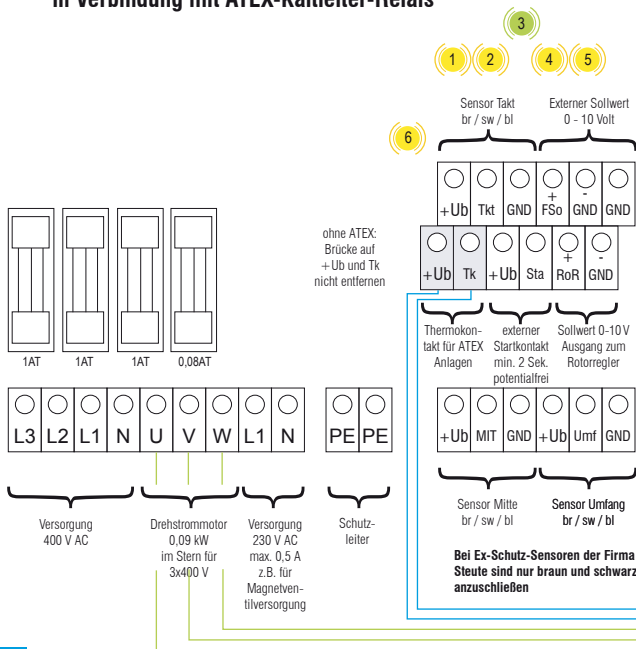 in Verbindung mit ATEX-Kaltleiter-Relais
3
1 2 4 5
Sensor Takt
br / sw / bl
Externer Sollwert
0 - 10 Volt
6
+Ub Tkt GND + FSo - GND GND
ohne ATEX:
Brücke auf
+Ub und Tk
nicht entfernen
+Ub Tk +Ub Sta + RoR - GND
Thermokon-
takt für ATEX
Anlagen
externer
Startkontakt
min. 2 Sek.
potentialfrei
Sollwert 0-10 V
Ausgang zum
Rotorregler
1AT 1AT 1AT 0,08AT
L3 L2 L1 N U V W L1 N PE PE
+Ub MIT GND +Ub Umf GND
Versorgung
400 V AC
Drehstrommotor
0,09 kW
im Stern für
3x400 V
Versorgung
230 V AC
max. 0,5 A
z.B. für
Magnetven-
tilversorgung
Schutz-
leiter
Sensor Mitte
br / sw / bl
Sensor Umfang
br / sw / bl
Bei Ex-Schutz-Sensoren der Firma
Steute sind nur braun und schwarz
anzuschließen